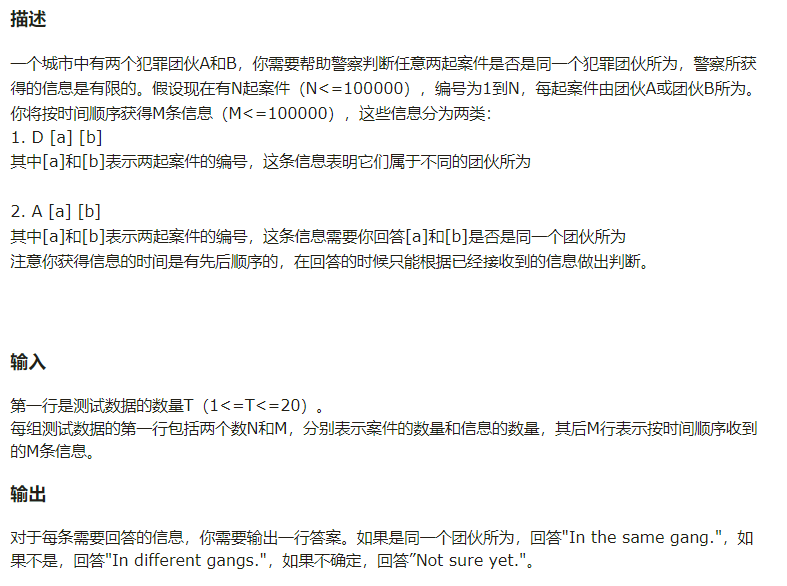 描述
一个城市中有两个犯罪团伙A和B，你需要帮助警察判断任意两起案件是否是同一个犯罪团伙所为，警察所获
得的信息是有限的。假设现在有N起案件（N<=100000），编号为1到N，每起案件由团伙A或团伙B所为。
你将按时间顺序获得M条信息（M<=100000），这些信息分为两类：
1. D [a] [b]
其中[a]和[b]表示两起案件的编号，这条信息表明它们属于不同的团伙所为
2. A [a] [b]
其中[a]和[b]表示两起案件的编号，这条信息需要你回答[a]和[b]是否是同一个团伙所为
注意你获得信息的时间是有先后顺序的，在回答的时候只能根据已经接收到的信息做出判断。
输入
第一行是测试数据的数量T（1<=T<=20）。
每组测试数据的第一行包括两个数N和M，分别表示案件的数量和信息的数量，其后M行表示按时间顺序收到
的M条信息。
输出
对于每条需要回答的信息，你需要输出一行答案。如果是同一个团伙所为，回答"In the same gang."，如
果不是，回答"In different gangs."，如果不确定，回答”Not sure yet."。